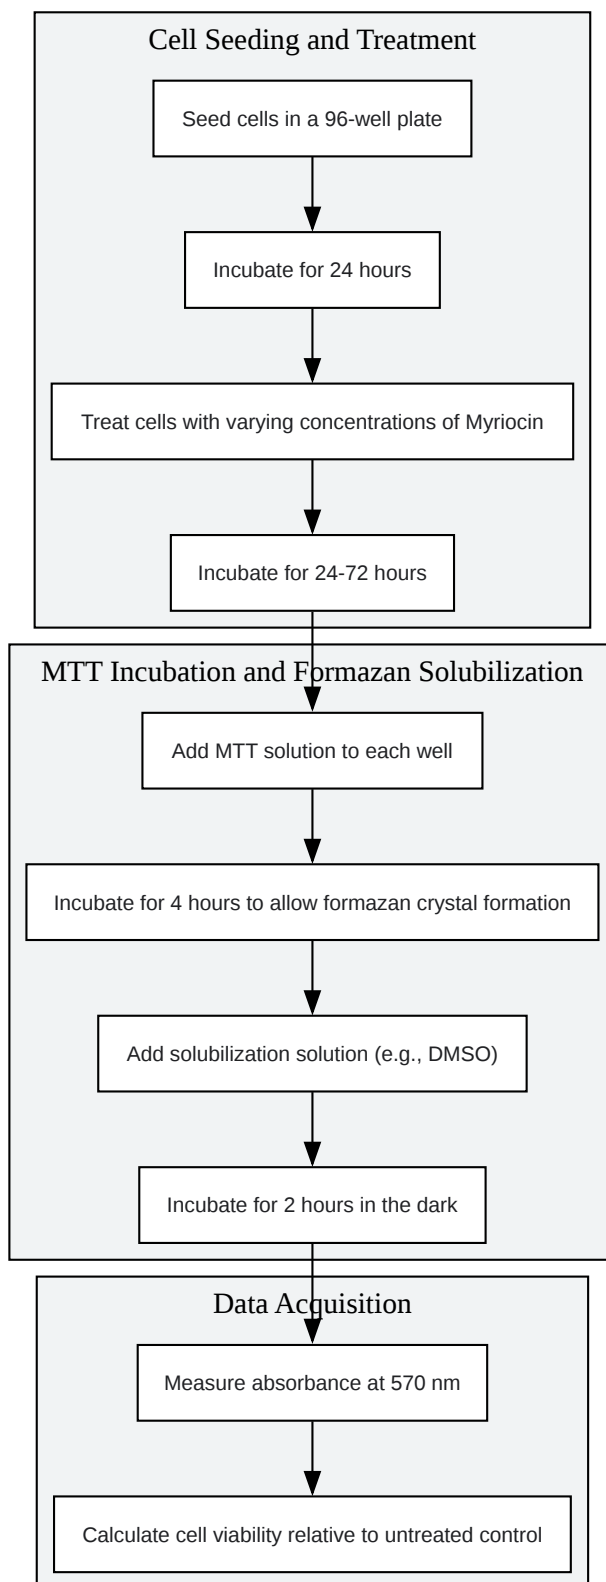 Cell Seeding and Treatment
Seed cells in a 96-well plate
Incubate for 24 hours
Treat cells with varying concentrations of Myriocin
Incubate for 24-72 hours
MTT Incubation and Formazan Solubilization
Add MTT solution to each well
Incubate for 4 hours to allow formazan crystal formation
Add solubilization solution (e.g., DMSO)
Incubate for 2 hours in the dark
Data Acquisition
Measure absorbance at 570 nm
Calculate cell viability relative to untreated control